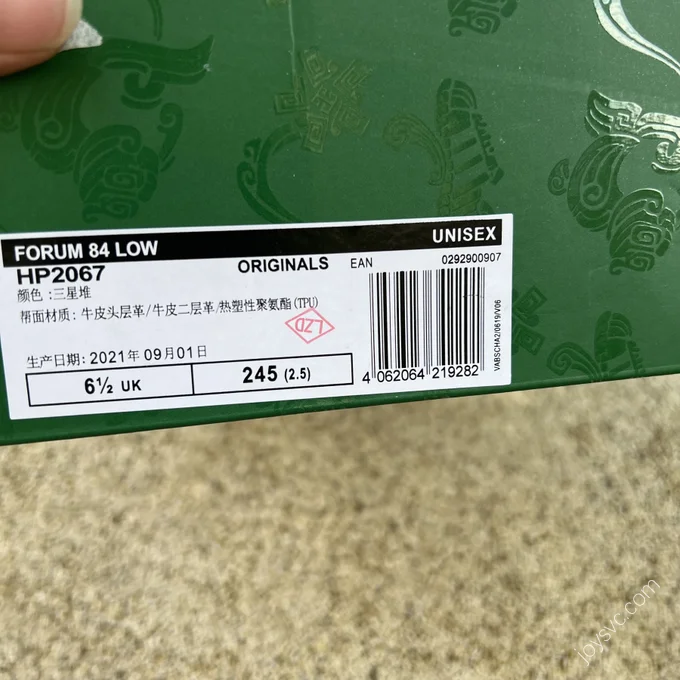 FORUM 84 LOW UNISEX
HP2067 ORIGINALS EAN 0292900907
颜色：三星堆
帮面材质：牛皮头层革/牛皮二层革/热塑性聚氨酯(TPU)
LZD
生产日期：2021年 09月01日
6½ UK 245 (2.5)
4 062064 219282
VABSCHA2/0619/V06
joysvc.com